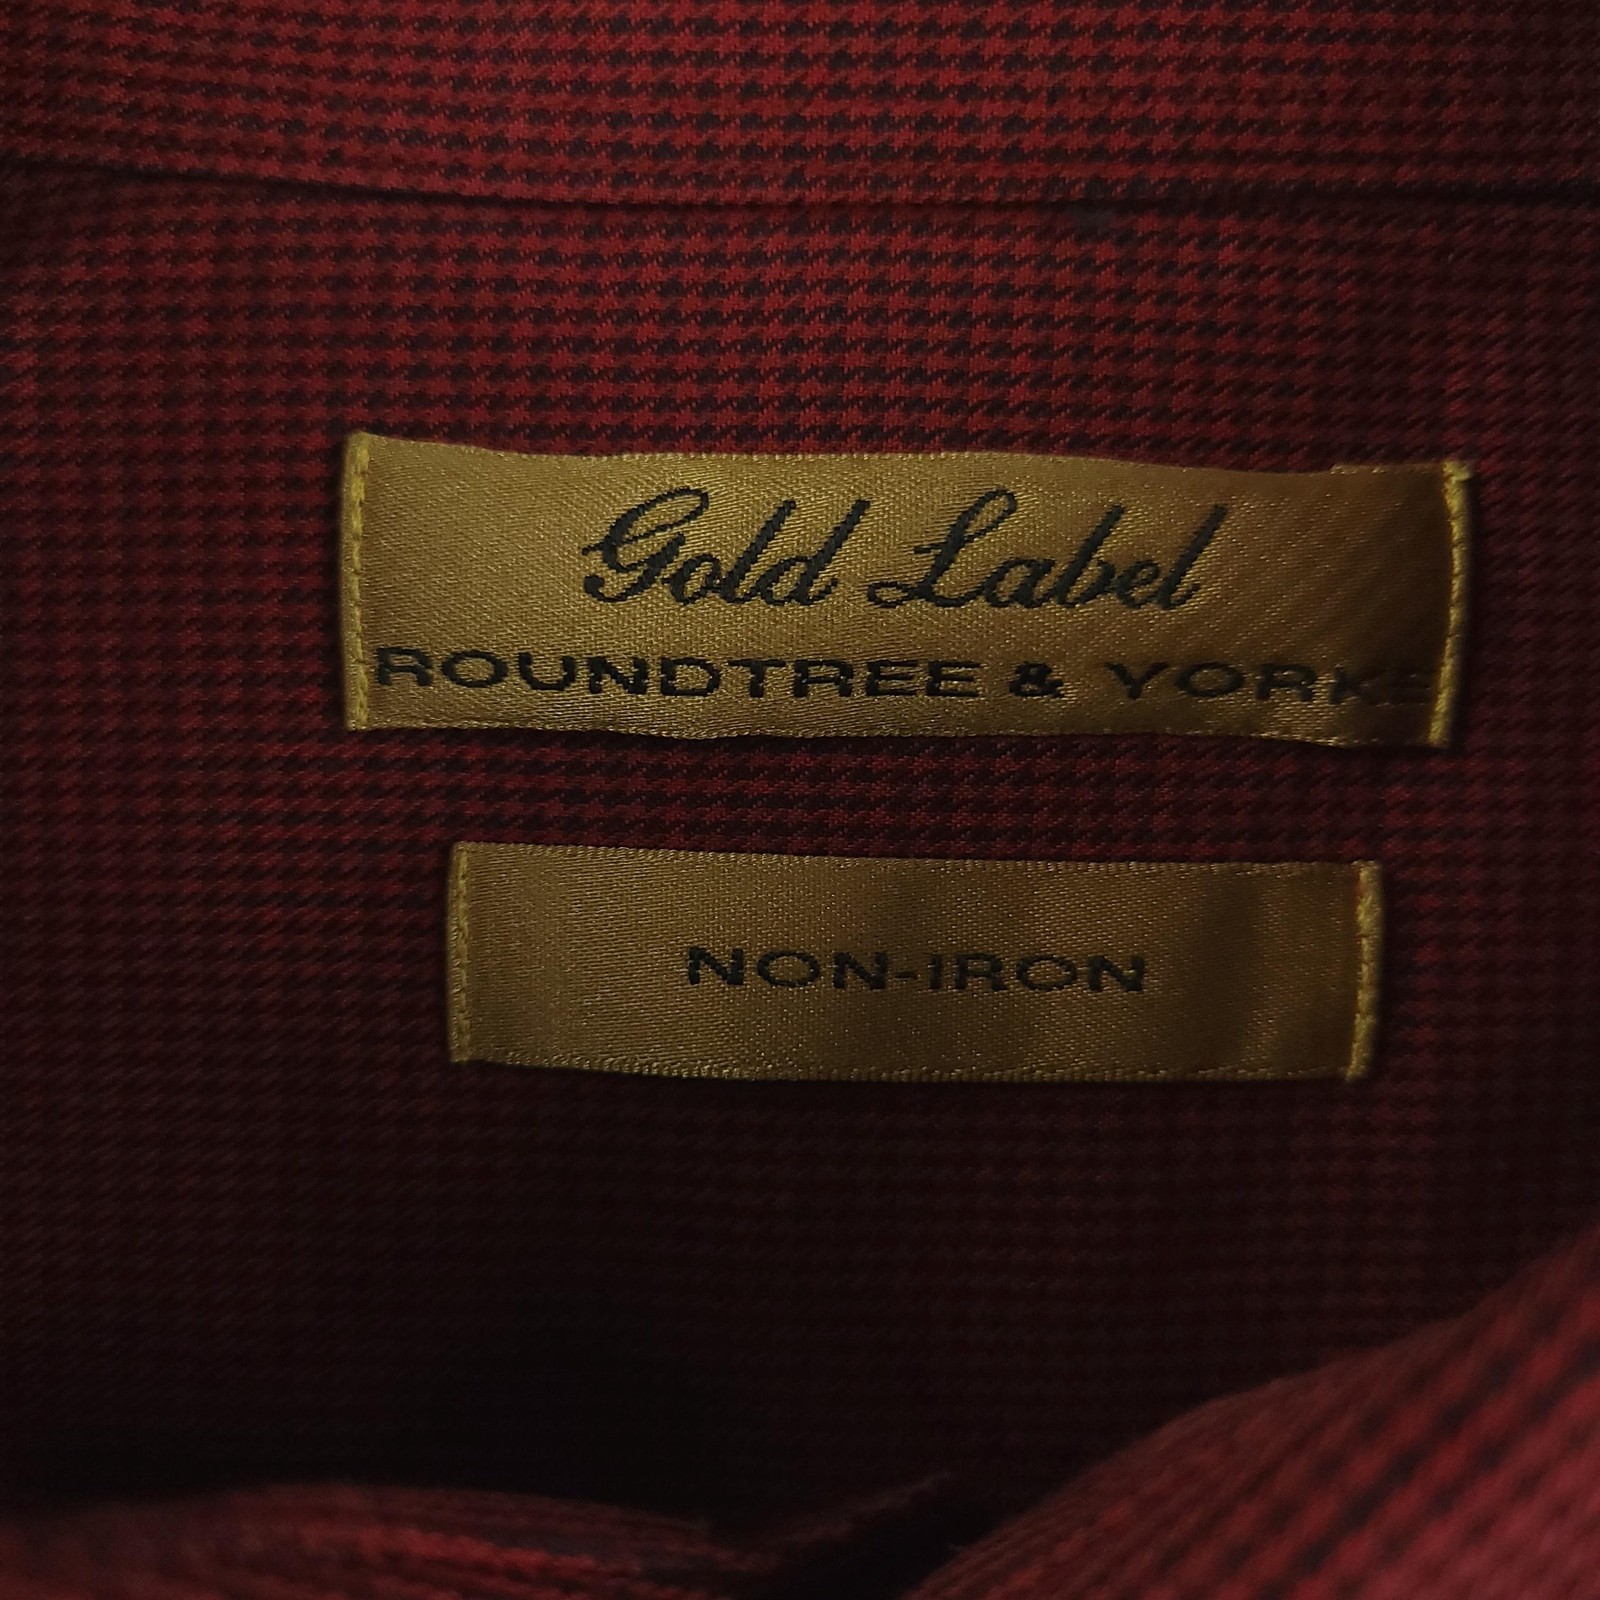 Gold Label
ROUNDTREE & YORKE
NON-IRON